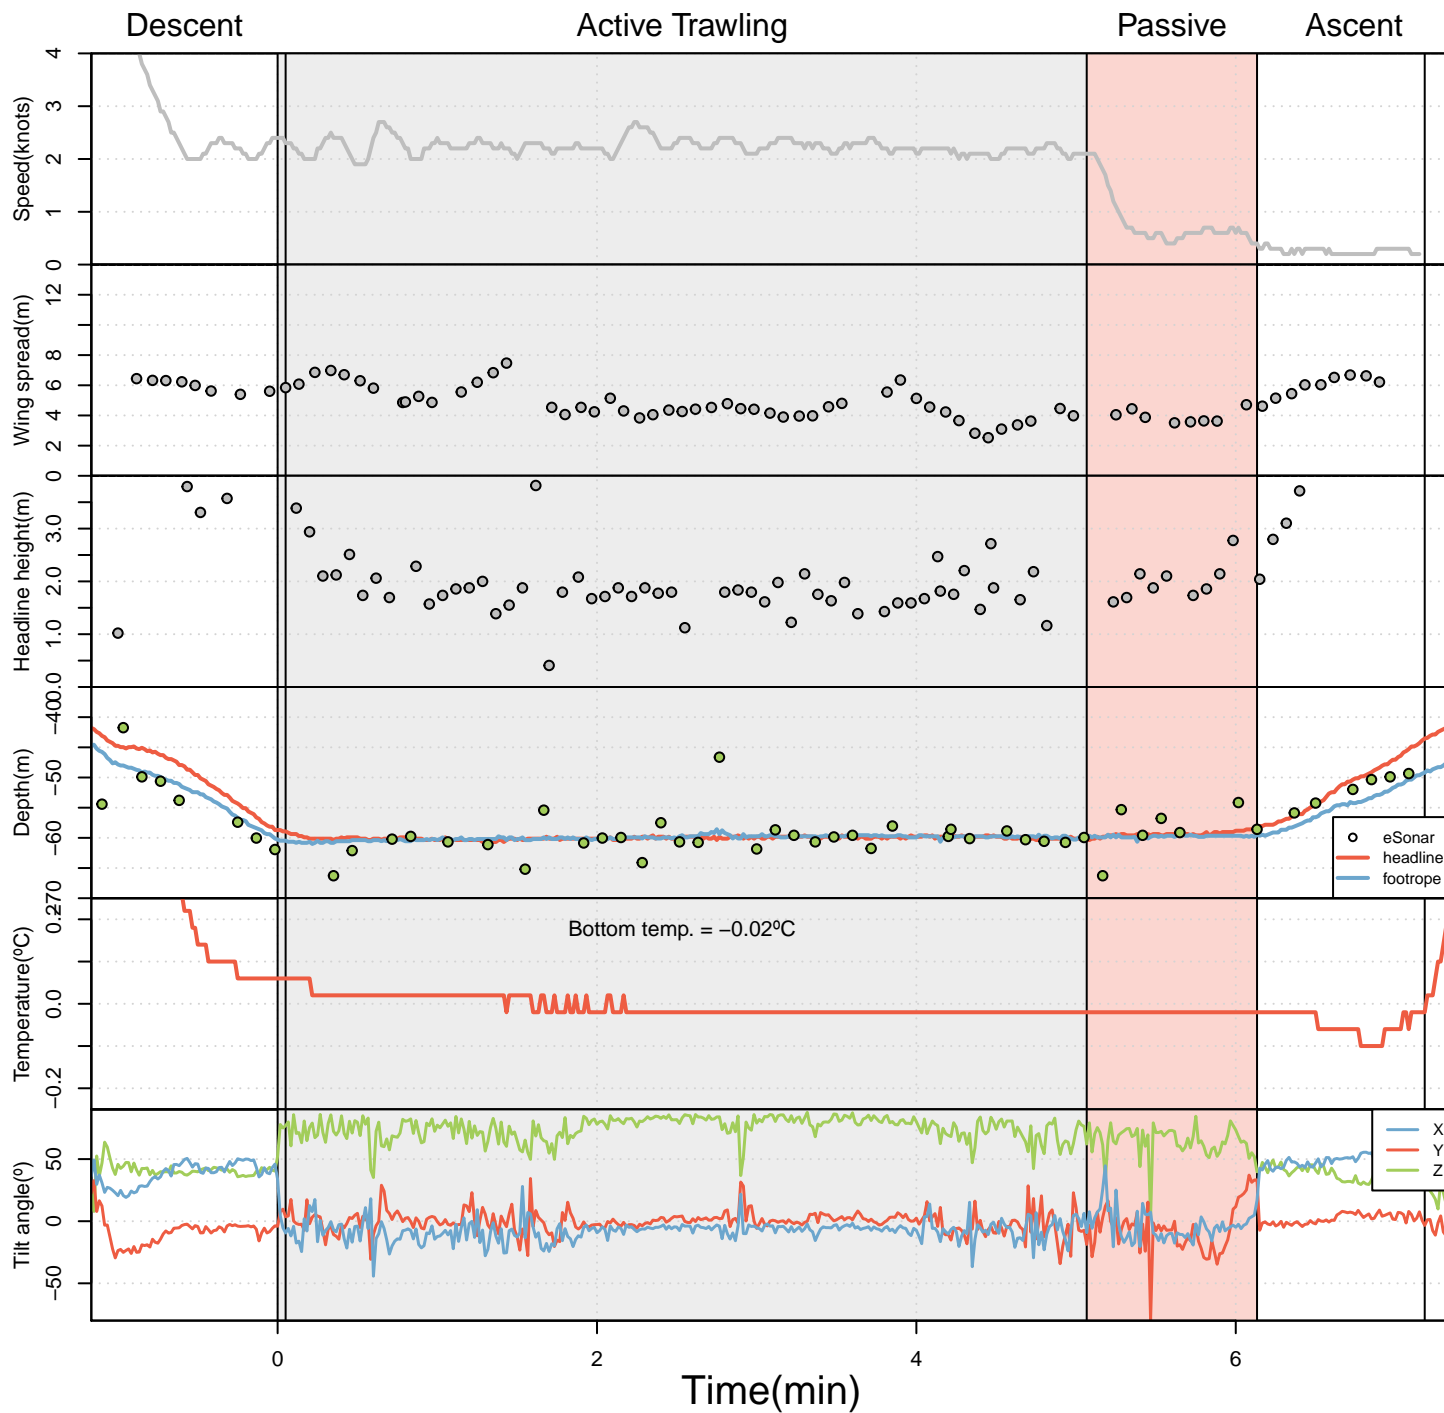 Descent Active Trawling Passive Ascent
Speed(knots)
4
3
2
1
0
Wing spread(m)
12
8
6
4
2
0
Headline height(m)
3.0
2.0
1.0
0.0
Depth(m)
−40
−50
−60
−70
eSonar
headline
footrope
Temperature(ºC)
0.2
0.0
−0.2
Bottom temp. = −0.02ºC
Tilt angle(º)
50
0
−50
X
Y
Z
0 2 4 6
Time(min)